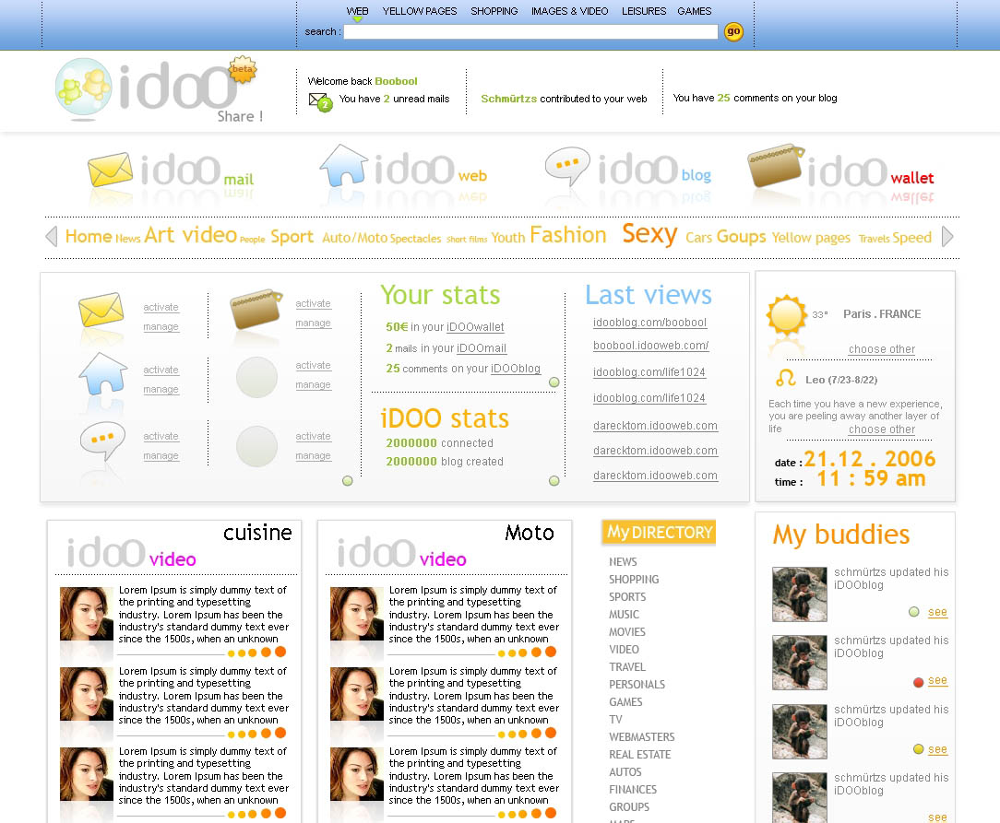 WEB YELLOW PAGES SHOPPING IMAGES & VIDEO LEISURES GAMES
search : go
idoO beta
Share !
Welcome back Boobool
You have 2 unread mails
2
Schmürtzs contributed to your web
You have 25 comments on your blog
idoO mail
idoO web
idoO blog
idoO wallet
Home News Art video People Sport Auto/Moto Spectacles Short films Youth Fashion Sexy Cars Goups Yellow pages Travels Speed
activate
manage
activate
manage
activate
manage
activate
manage
activate
manage
activate
manage
Your stats
50€ in your iDOOwallet
2 mails in your iDOOmail
25 comments on your iDOOblog
iDOO stats
2000000 connected
2000000 blog created
Last views
idooblog.com/boobool
boobool.idooweb.com/
idooblog.com/life1024
idooblog.com/life1024
darecktom.idooweb.com
darecktom.idooweb.com
darecktom.idooweb.com
33° Paris . FRANCE
choose other
Leo (7/23-8/22)
Each time you have a new experience,
you are peeling away another layer of
life choose other
date : 21.12 . 2006
time : 11 : 59 am
cuisine
idoO video
Lorem Ipsum is simply dummy text of
the printing and typesetting
industry. Lorem Ipsum has been the
industry's standard dummy text ever
since the 1500s, when an unknown
Lorem Ipsum is simply dummy text of
the printing and typesetting
industry. Lorem Ipsum has been the
industry's standard dummy text ever
since the 1500s, when an unknown
Lorem Ipsum is simply dummy text of
the printing and typesetting
industry. Lorem Ipsum has been the
industry's standard dummy text ever
since the 1500s, when an unknown
Moto
idoO video
Lorem Ipsum is simply dummy text of
the printing and typesetting
industry. Lorem Ipsum has been the
industry's standard dummy text ever
since the 1500s, when an unknown
Lorem Ipsum is simply dummy text of
the printing and typesetting
industry. Lorem Ipsum has been the
industry's standard dummy text ever
since the 1500s, when an unknown
Lorem Ipsum is simply dummy text of
the printing and typesetting
industry. Lorem Ipsum has been the
industry's standard dummy text ever
since the 1500s, when an unknown
My DIRECTORY
NEWS
SHOPPING
SPORTS
MUSIC
MOVIES
VIDEO
TRAVEL
PERSONALS
GAMES
TV
WEBMASTERS
REAL ESTATE
AUTOS
FINANCES
GROUPS
MAPS
My buddies
schmürtzs updated his
iDOOblog
see
schmürtzs updated his
iDOOblog
see
schmürtzs updated his
iDOOblog
see
schmürtzs updated his
iDOOblog
see